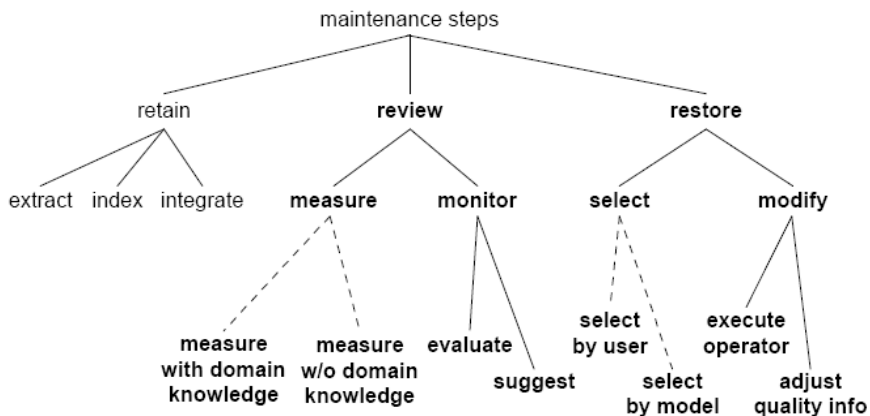 maintenance steps
retain review restore
extract index integrate measure monitor select modify
measure
with domain
knowledge
measure
w/o domain
knowledge
evaluate
suggest
select
by user
select
by model
execute
operator
adjust
quality info